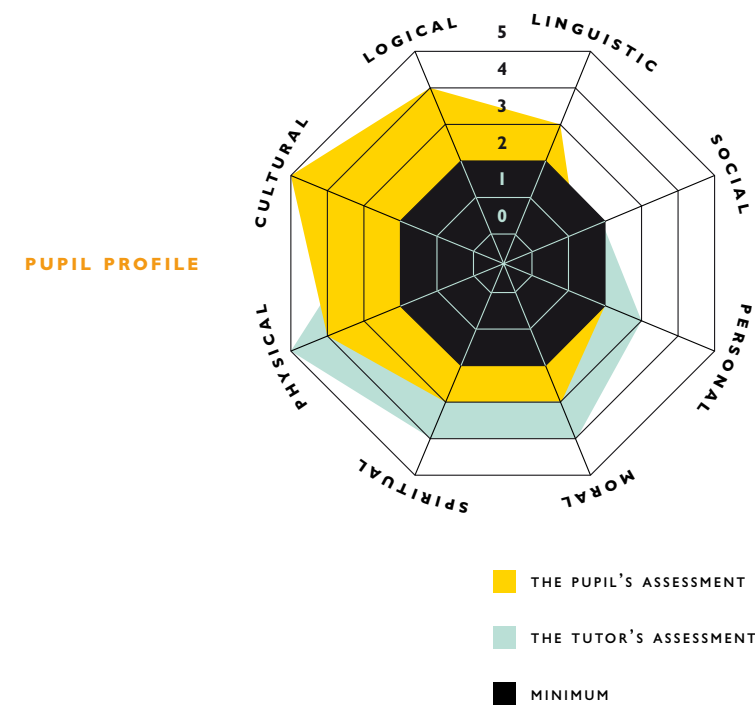 5
4
3
2
1
0
LOGICAL
LINGUISTIC
SOCIAL
PERSONAL
MORAL
SPIRITUAL
PHYSICAL
CULTURAL
PUPIL PROFILE
THE PUPIL'S ASSESSMENT
THE TUTOR'S ASSESSMENT
MINIMUM